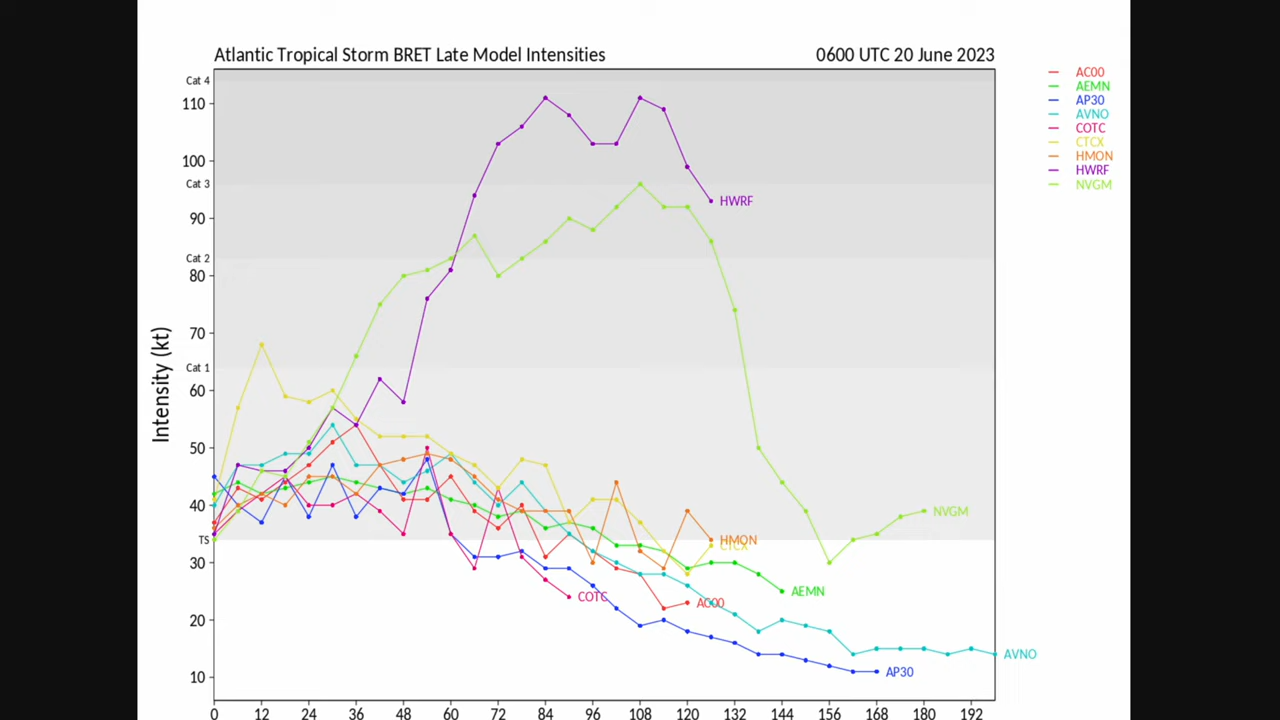 Atlantic Tropical Storm BRET Late Model Intensities
0600 UTC 20 June 2023
AC00
AEMN
AP30
AVNO
COTC
CTCX
HMON
HWRF
NVGM
Intensity (kt)
Cat 4
110
100
Cat 3
90
Cat 2
80
70
Cat 1
60
50
40
TS
30
20
10
HWRF
NVGM
HMON
CTCX
AEMN
COTC
AC00
AVNO
AP30
0 12 24 36 48 60 72 84 96 108 120 132 144 156 168 180 192